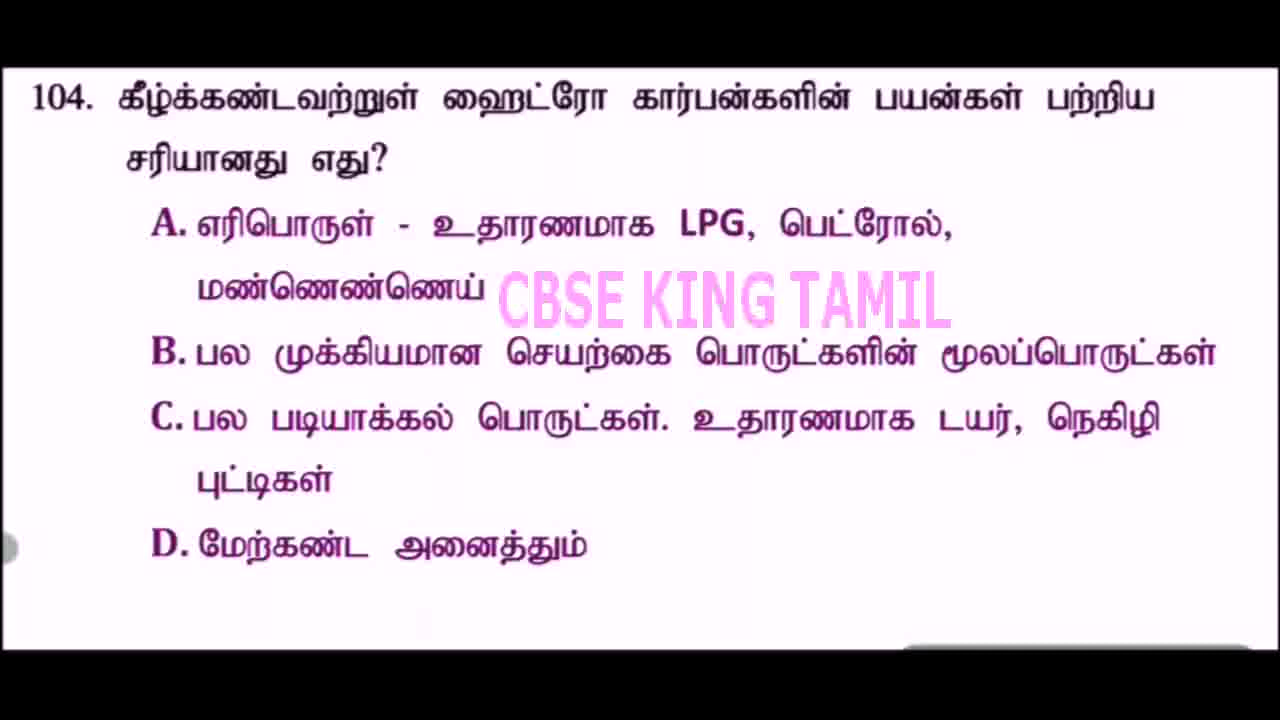 104. கீழ்க்கண்டவற்றுள் ஹைட்ரோ கார்பன்களின் பயன்கள் பற்றிய
சரியானது எது?
A. எரிபொருள் - உதாரணமாக LPG, பெட்ரோல்,
மண்ணெண்ணெய் CBSE KING TAMIL
B. பல முக்கியமான செயற்கை பொருட்களின் மூலப்பொருட்கள்
C. பல படியாக்கல் பொருட்கள். உதாரணமாக டயர், நெகிழி
புட்டிகள்
D. மேற்கண்ட அனைத்தும்